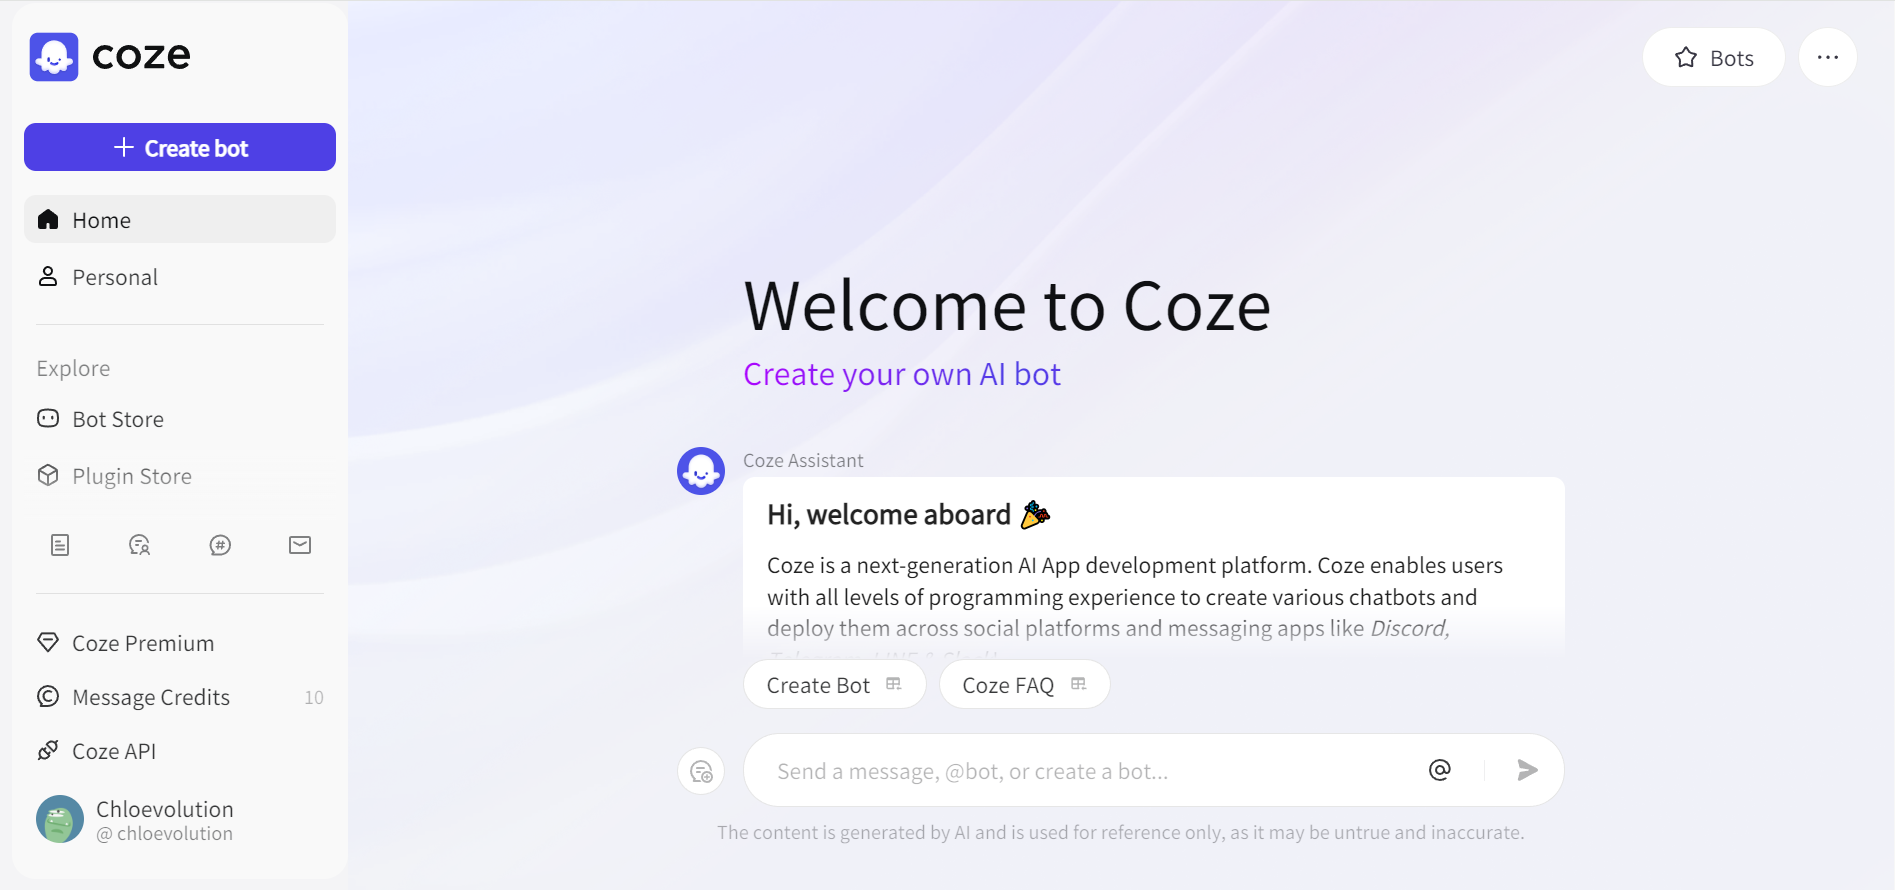 coze
Create bot
Home
Personal
Explore
Bot Store
Plugin Store
Coze Premium
Message Credits 10
Coze API
Chloevolution
@ chloevolution
Bots
Welcome to Coze
Create your own AI bot
Coze Assistant
Hi, welcome aboard
Coze is a next-generation AI App development platform. Coze enables users
with all levels of programming experience to create various chatbots and
deploy them across social platforms and messaging apps like Discord,
Create Bot
Coze FAQ
Send a message, @bot, or create a bot...
@
The content is generated by AI and is used for reference only, as it may be untrue and inaccurate.